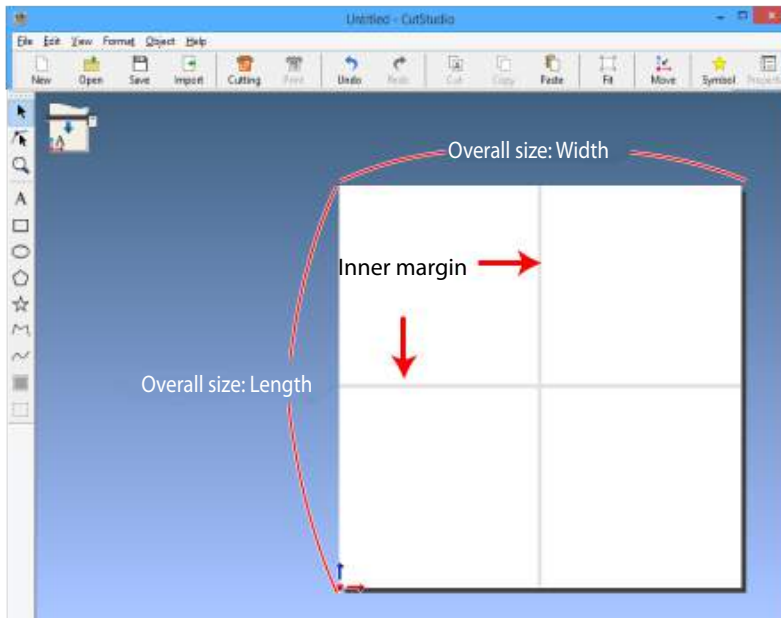 Untitled - CutStudio
File Edit View Format Object Help
New Open Save Import Cutting Print Undo Redo Cut Copy Paste Fit Move Symbol
Overall size: Width
Inner margin
Overall size: Length
A